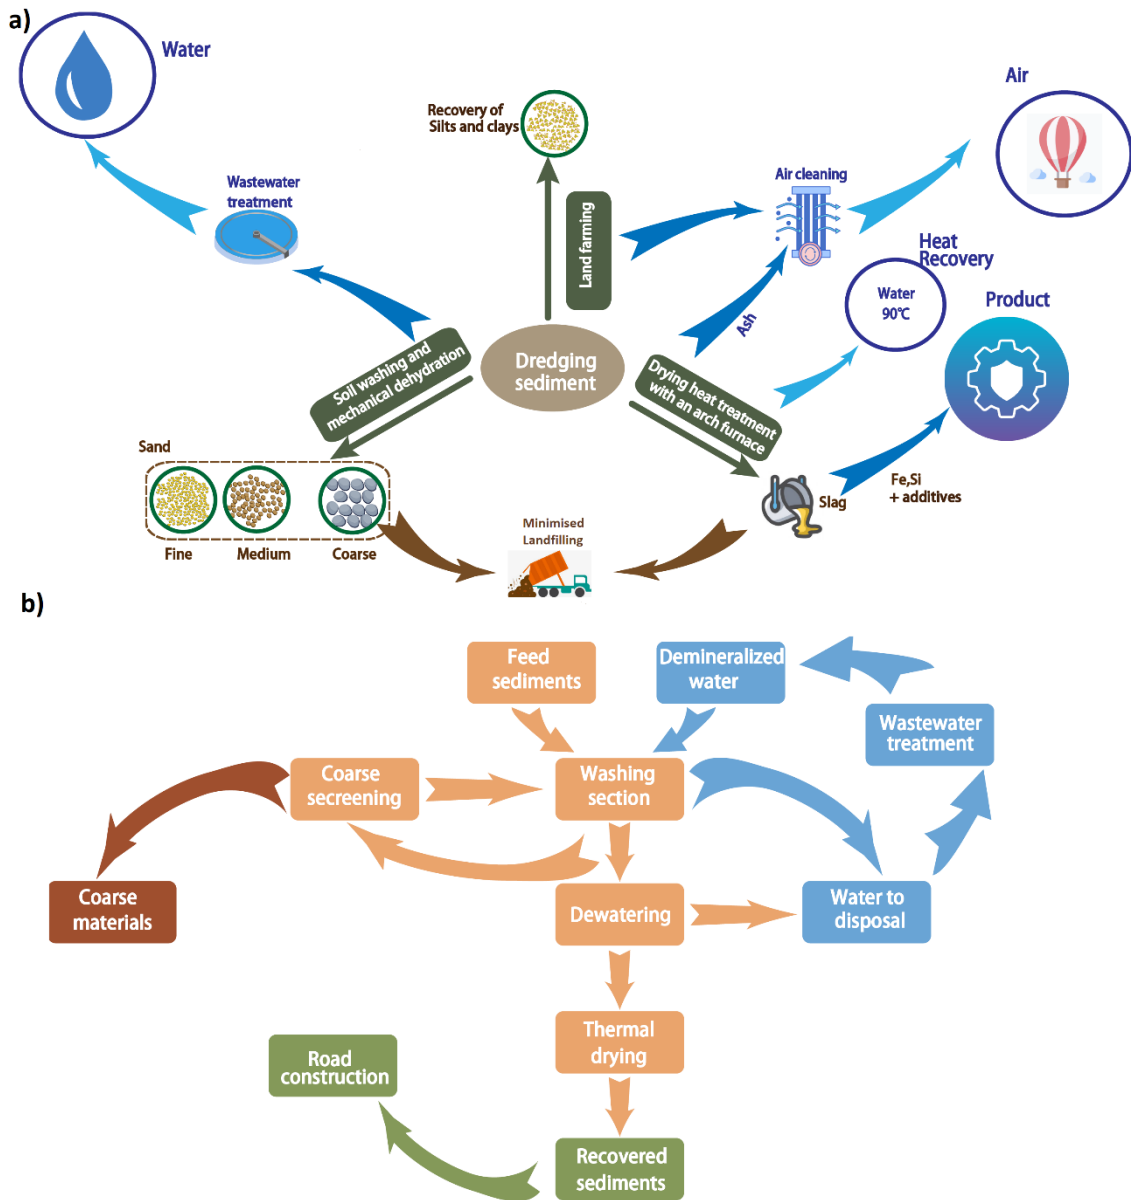 a)
Water
Air
Recovery of
Silts and clays
Wastewater
treatment
Air cleaning
Land farming
Heat
Recovery
Water
90℃
Product
Ash
Soil washing and
mechanical dehydration
Dredging
sediment
Drying heat treatment
with an arch furnace
Sand
Fine
Medium
Coarse
Minimised
Landfilling
Slag
Fe,Si
+ additives
b)
Feed
sediments
Demineralized
water
Wastewater
treatment
Coarse
secreening
Washing
section
Coarse
materials
Dewatering
Water to
disposal
Thermal
drying
Road
construction
Recovered
sediments